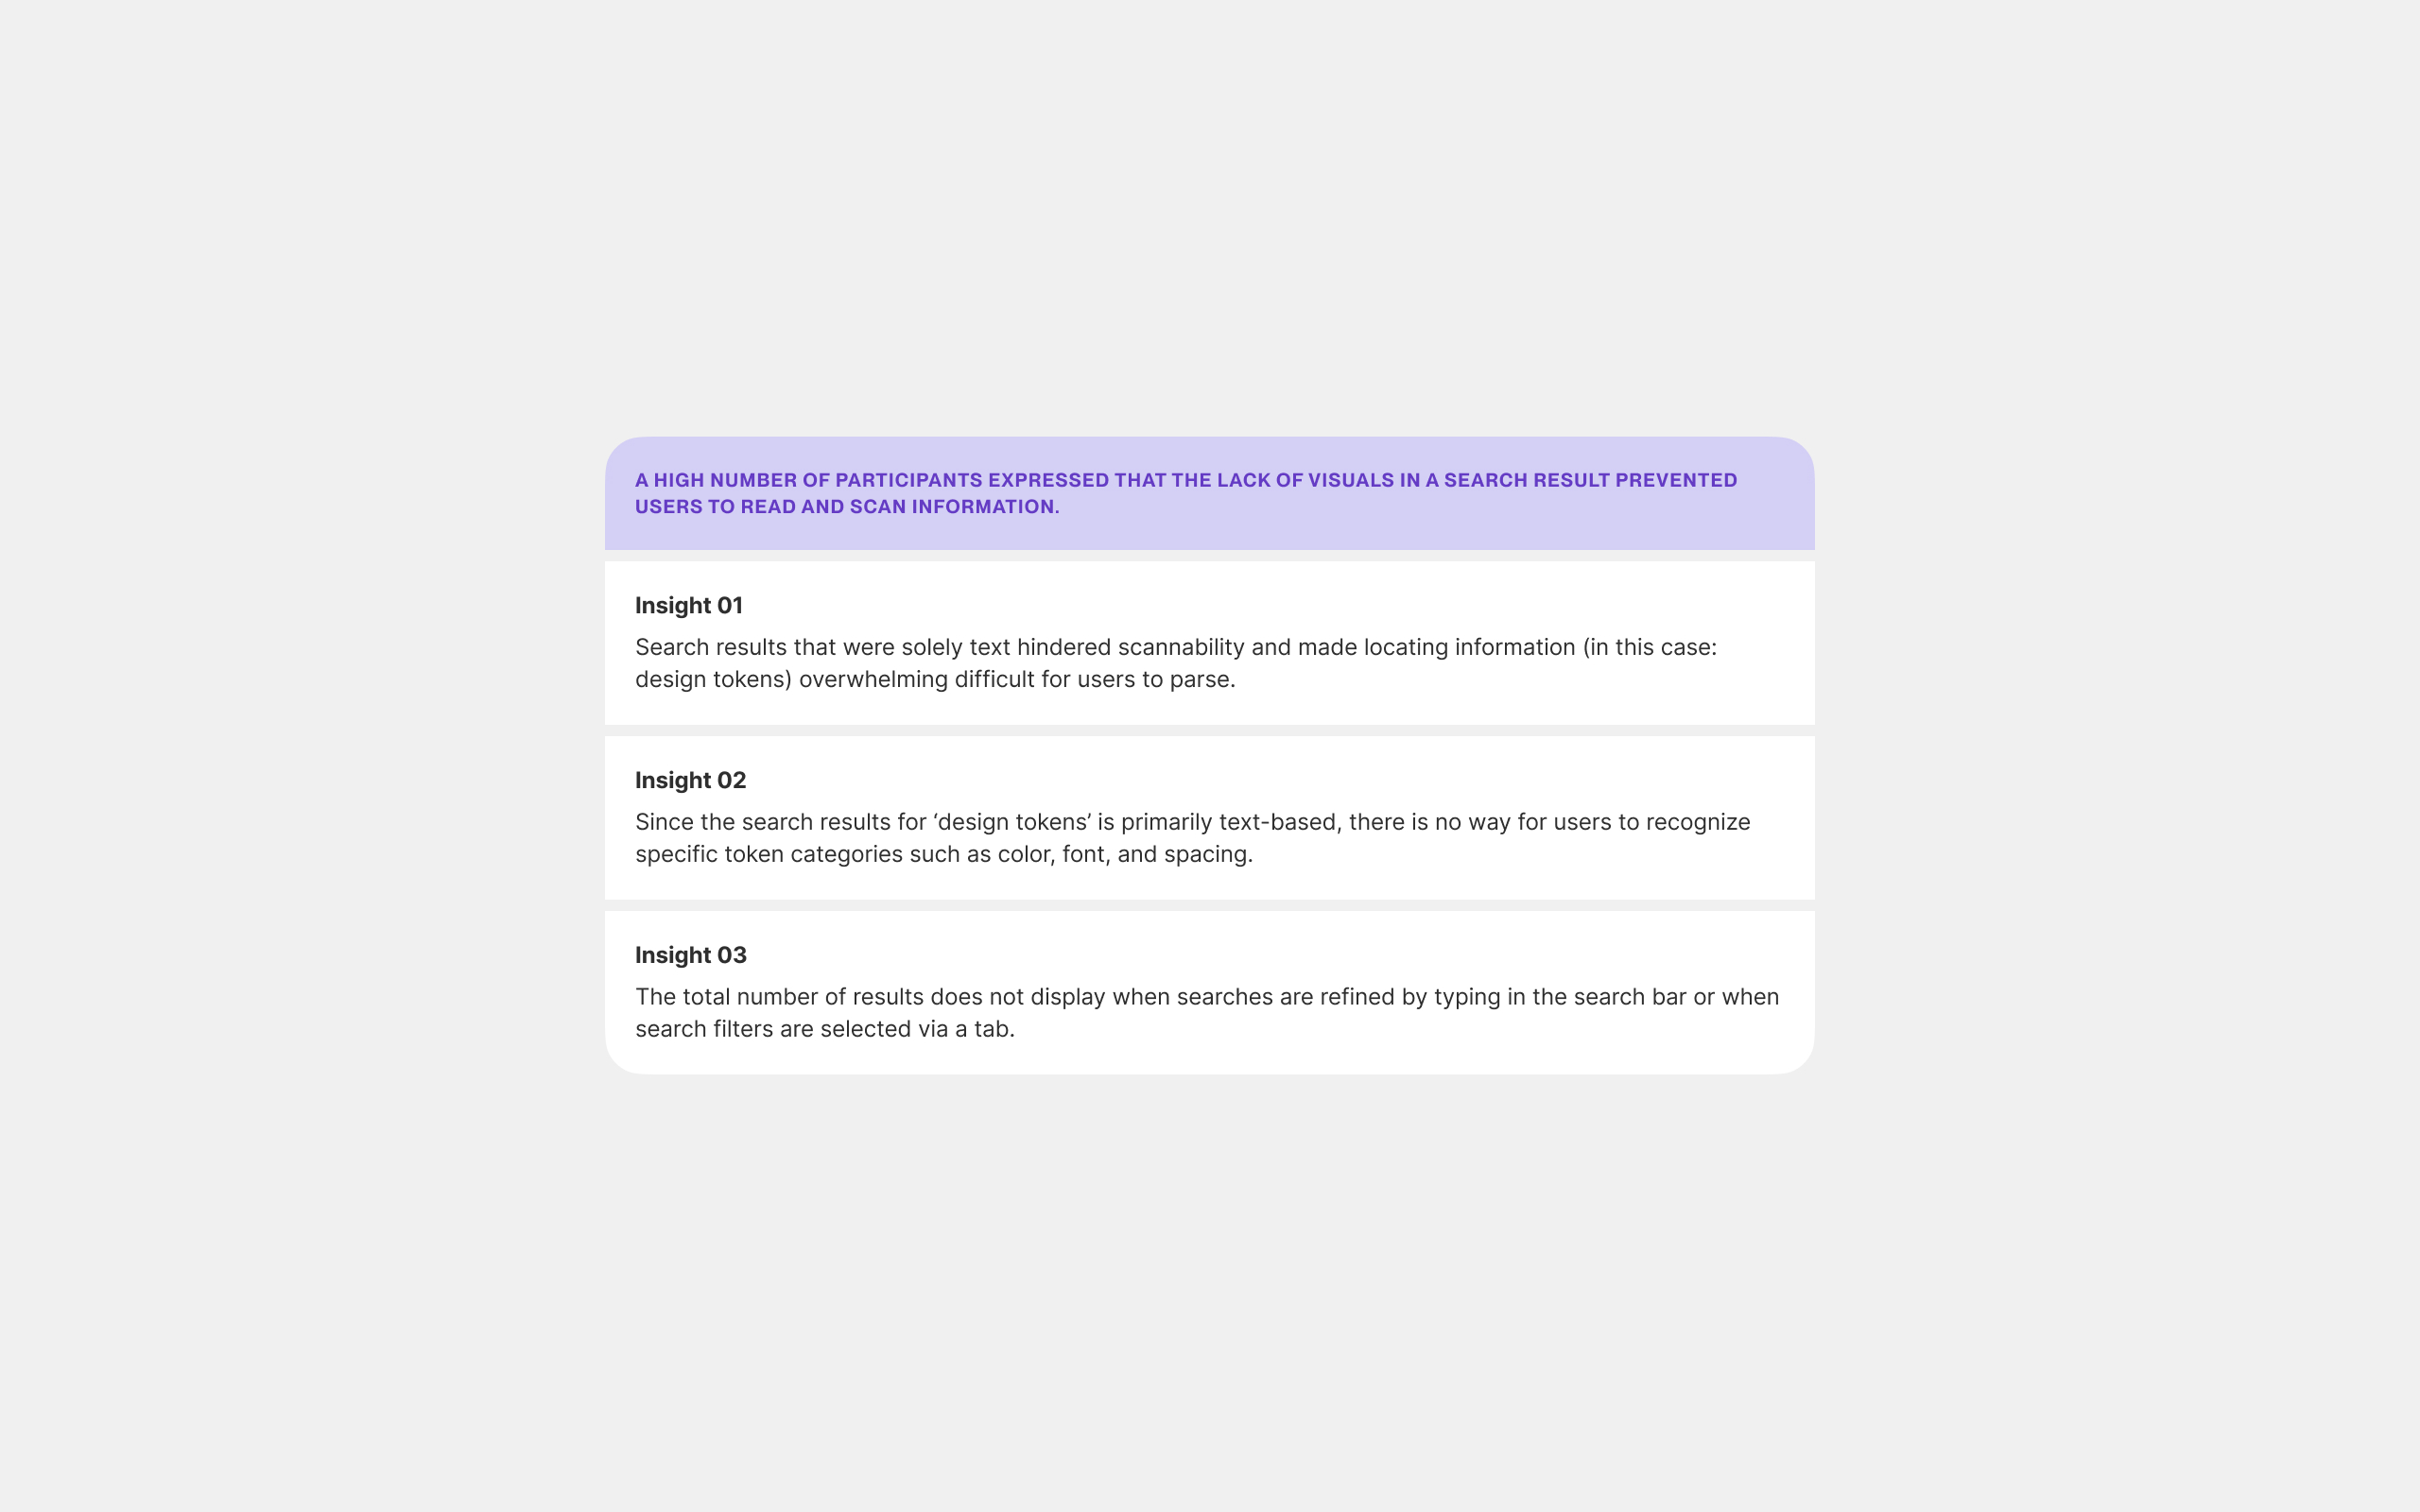 A HIGH NUMBER OF PARTICIPANTS EXPRESSED THAT THE LACK OF VISUALS IN A SEARCH RESULT PREVENTED
USERS TO READ AND SCAN INFORMATION.
Insight 01
Search results that were solely text hindered scannability and made locating information (in this case:
design tokens) overwhelming difficult for users to parse.
Insight 02
Since the search results for ‘design tokens’ is primarily text-based, there is no way for users to recognize
specific token categories such as color, font, and spacing.
Insight 03
The total number of results does not display when searches are refined by typing in the search bar or when
search filters are selected via a tab.